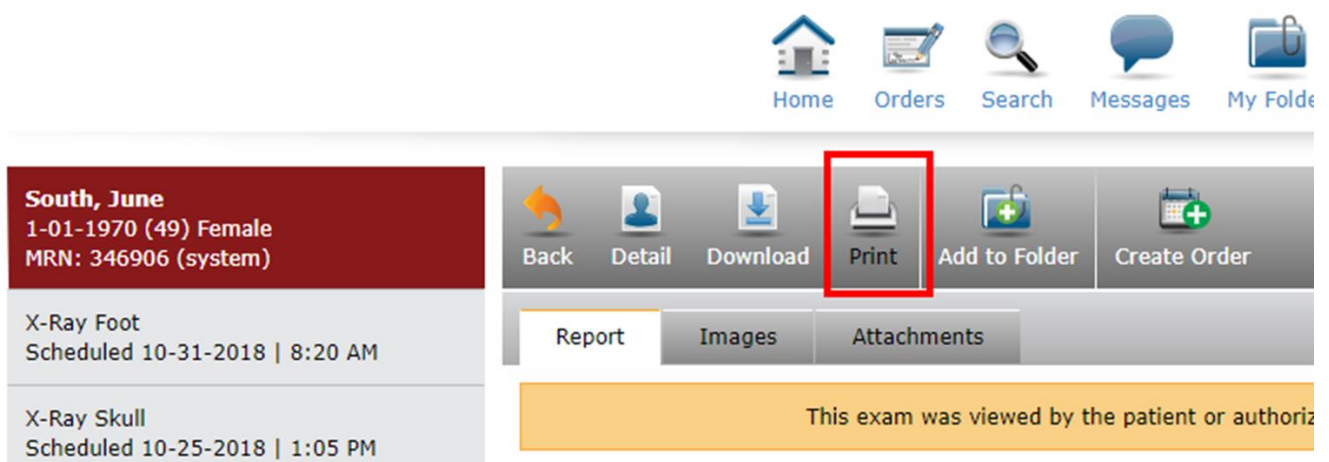 Home Orders Search Messages My Folde
South, June
1-01-1970 (49) Female
MRN: 346906 (system)
Back Detail Download Print Add to Folder Create Order
X-Ray Foot
Scheduled 10-31-2018 | 8:20 AM
Report Images Attachments
X-Ray Skull
Scheduled 10-25-2018 | 1:05 PM
This exam was viewed by the patient or authoriz